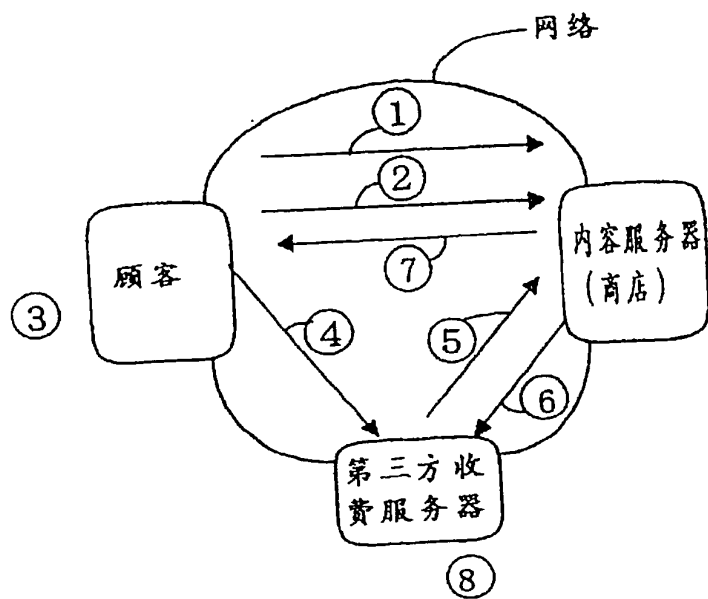 网络
①
②
⑦
顾客
内容服务器
(商店)
③
④
⑤
⑥
第三方收
费服务器
⑧